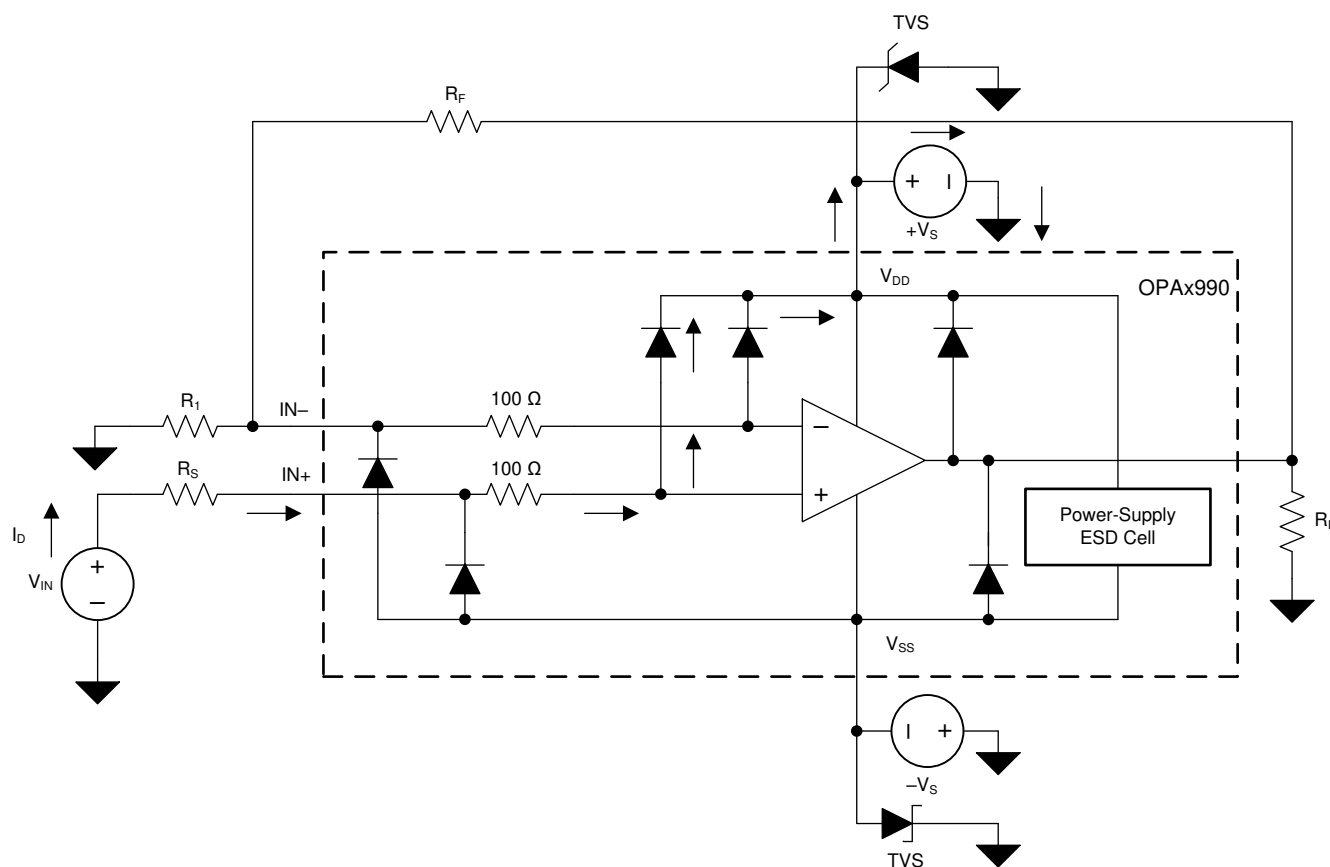 TVS
R_F
+ I
+V_S
V_DD
OPAx990
R_1
IN–
100 Ω
–
R_S
IN+
100 Ω
+
Power-Supply
ESD Cell
I_D
V_IN
+
–
V_SS
I +
–V_S
TVS